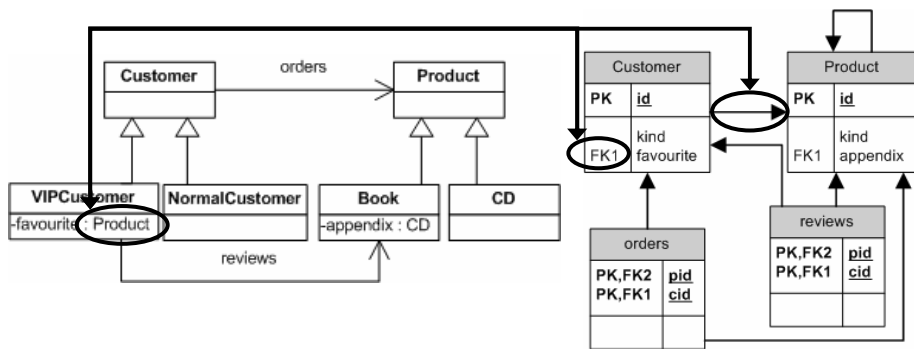 Customer
orders
Product
VIPCustomer
-favourite : Product
NormalCustomer
Book
-appendix : CD
CD
reviews
Customer
PK id
kind
FK1 favourite
Product
PK id
kind
FK1 appendix
orders
PK,FK2 pid
PK,FK1 cid
reviews
PK,FK2 pid
PK,FK1 cid